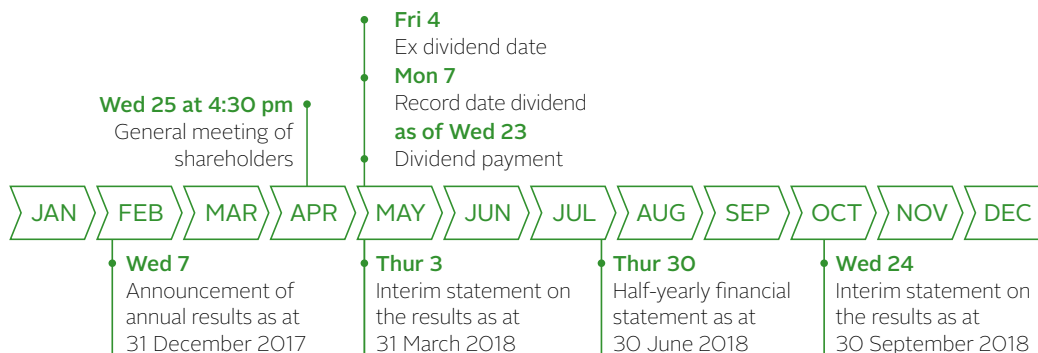 Fri 4
Ex dividend date
Mon 7
Record date dividend
as of Wed 23
Dividend payment
Wed 25 at 4:30 pm
General meeting of
shareholders
JAN FEB MAR APR MAY JUN JUL AUG SEP OCT NOV DEC
Wed 7
Announcement of
annual results as at
31 December 2017
Thur 3
Interim statement on
the results as at
31 March 2018
Thur 30
Half-yearly financial
statement as at
30 June 2018
Wed 24
Interim statement on
the results as at
30 September 2018